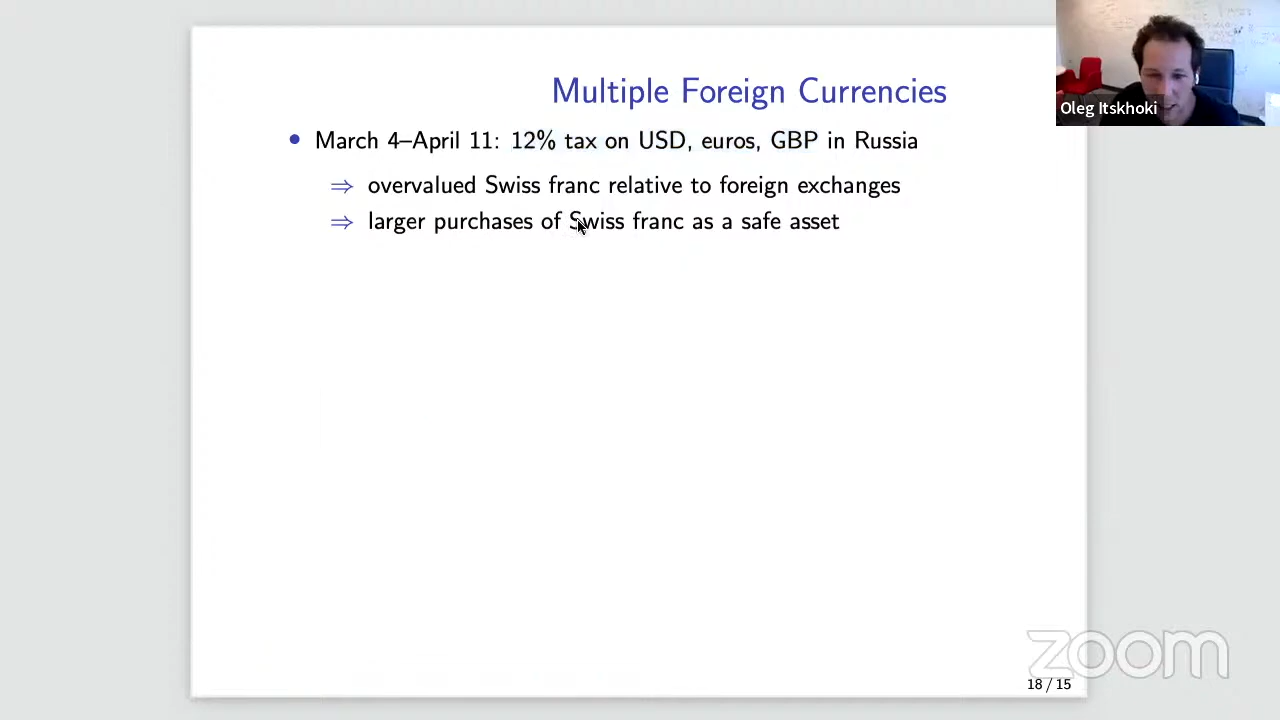 Multiple Foreign Currencies
Oleg Itskhoki
• March 4–April 11: 12% tax on USD, euros, GBP in Russia
⇒ overvalued Swiss franc relative to foreign exchanges
⇒ larger purchases of Swiss franc as a safe asset
zoom
18 / 15